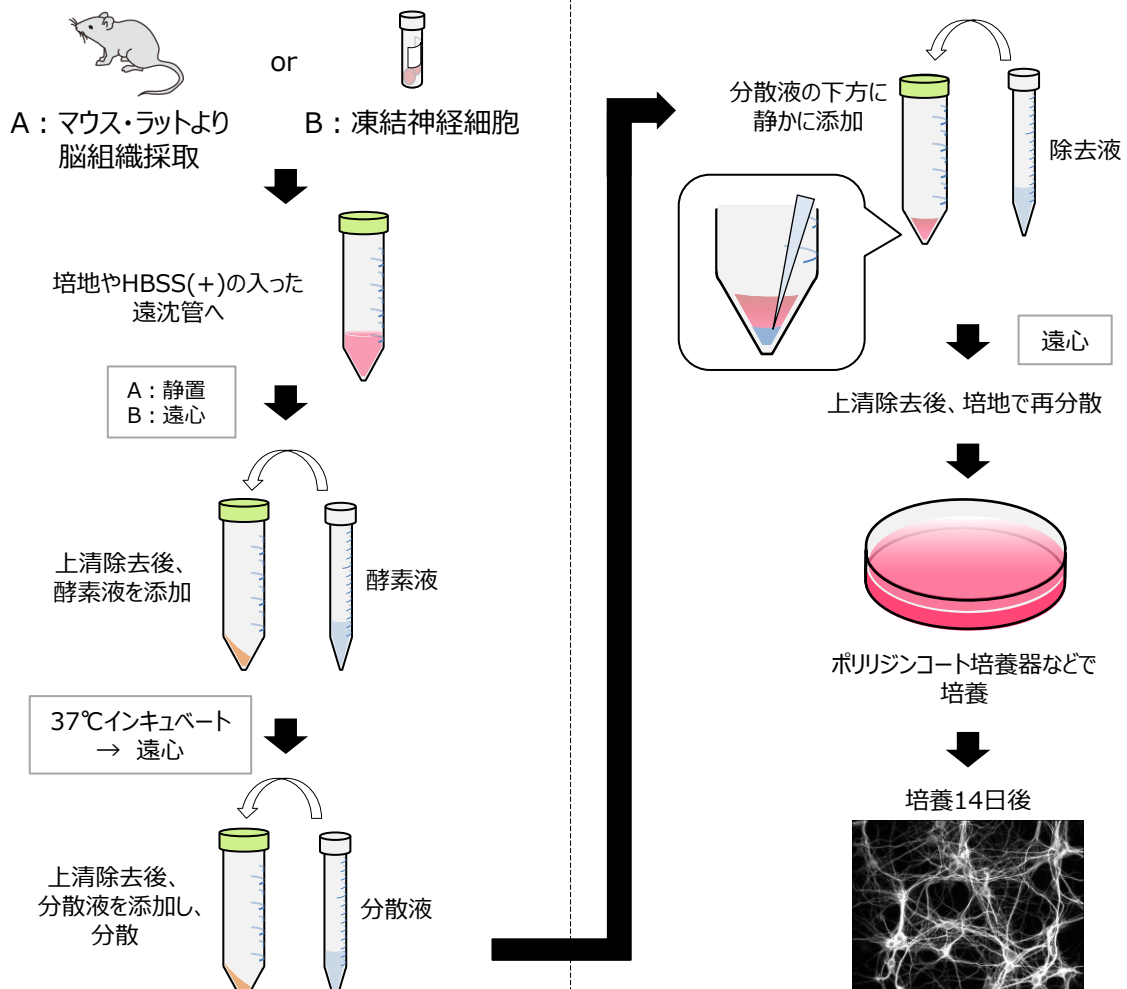 or
A：マウス・ラットより
脳組織採取
B：凍結神経細胞
培地やHBSS(+)の入った
遠沈管へ
A：静置
B：遠心
上清除去後、
酵素液を添加
酵素液
37℃インキュベート
→ 遠心
上清除去後、
分散液を添加し、
分散
分散液
分散液の下方に
静かに添加
除去液
遠心
上清除去後、培地で再分散
ポリリジンコート培養器などで
培養
培養14日後